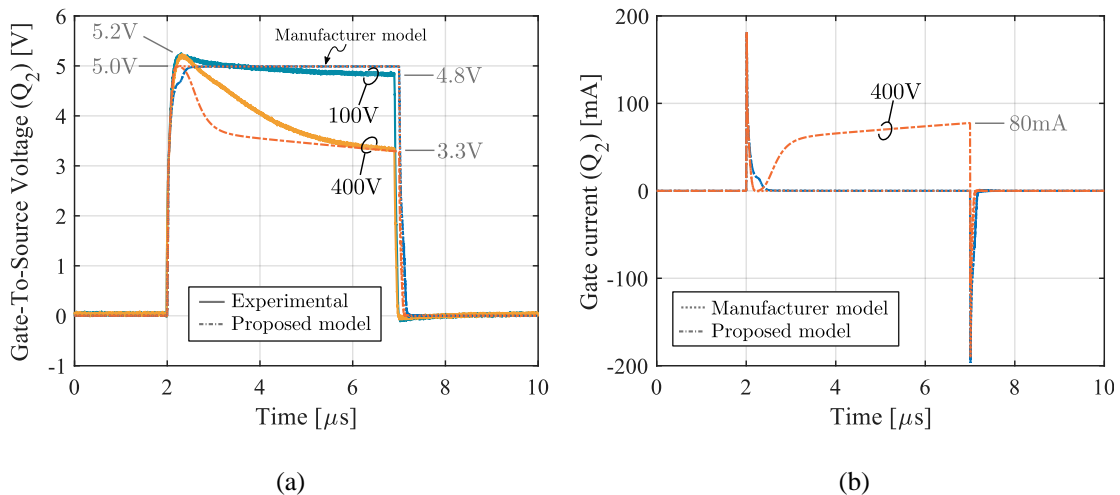 Gate-To-Source Voltage (Q2) [V]
6
5
4
3
2
1
0
-1
5.2V
5.0V
Manufacturer model
4.8V
100V
3.3V
400V
Experimental
Proposed model
0
2
4
6
8
10
Time [μs]
(a)
Gate current (Q2) [mA]
200
100
0
-100
-200
400V
80mA
Manufacturer model
Proposed model
0
2
4
6
8
10
Time [μs]
(b)